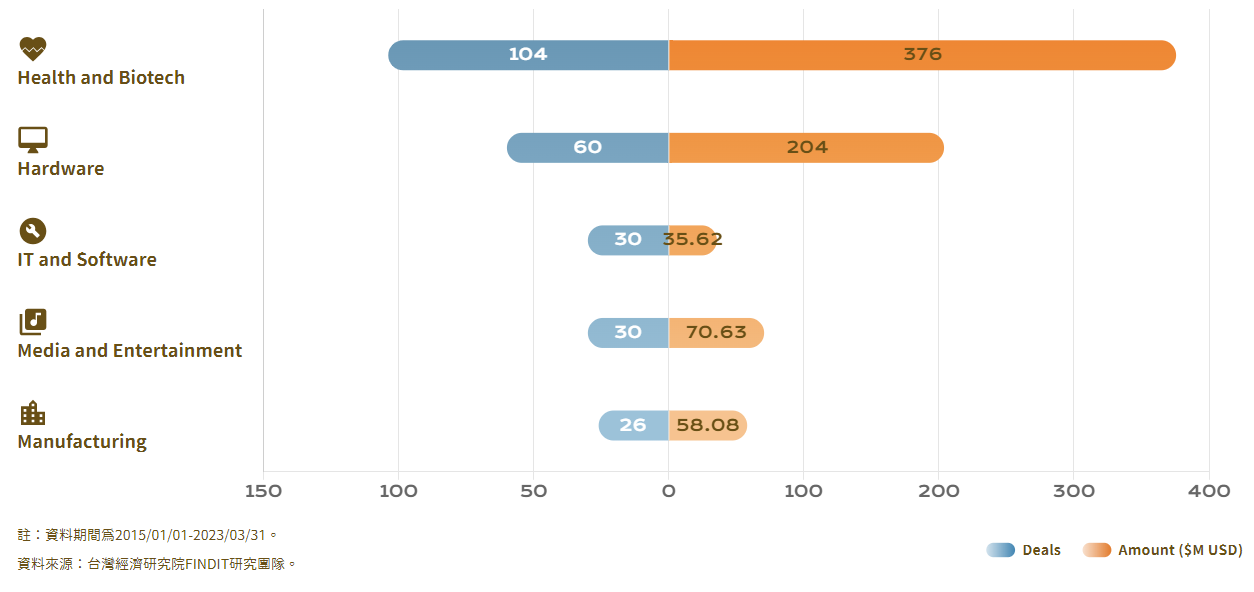 104 376
Health and Biotech
60 204
Hardware
30 35.62
IT and Software
30 70.63
Media and Entertainment
26 58.08
Manufacturing
150 100 50 0 100 200 300 400
註：資料期間為2015/01/01-2023/03/31。
資料來源：台灣經濟研究院FINDIT研究團隊。
Deals Amount ($M USD)